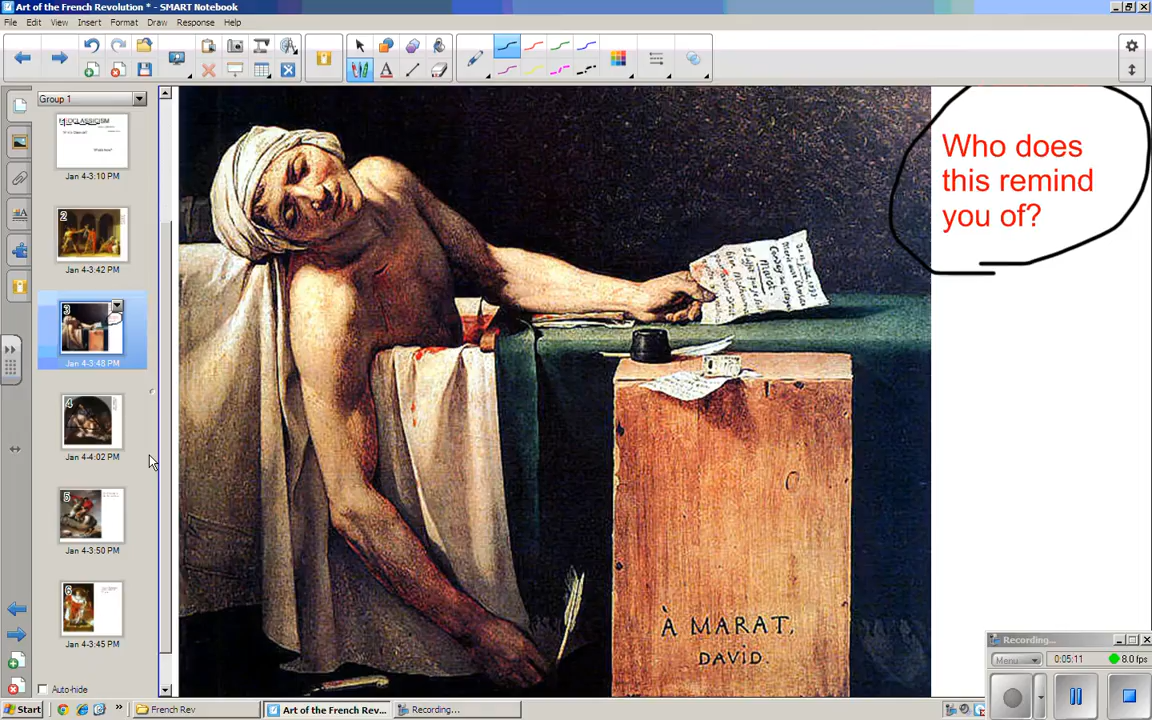 Art of the French Revolution * - SMART Notebook
File Edit View Insert Format Draw Response Help
Group 1
Jan 4-3:10 PM
2
Jan 4-3:42 PM
3
Jan 4-3:48 PM
4
Jan 4-4:02 PM
5
Jan 4-3:50 PM
6
Jan 4-3:45 PM
Auto-hide
Who does
this remind
you of?
Marat
À MARAT,
DAVID.
Recording...
Menu
0:05:11
8.0 fps
Start
French Rev
Art of the French Rev...
Recording...